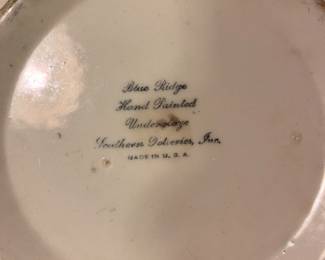 Blue Ridge
Hand Painted
Underglaze
Southern Potteries, Inc.
MADE IN U. S. A.